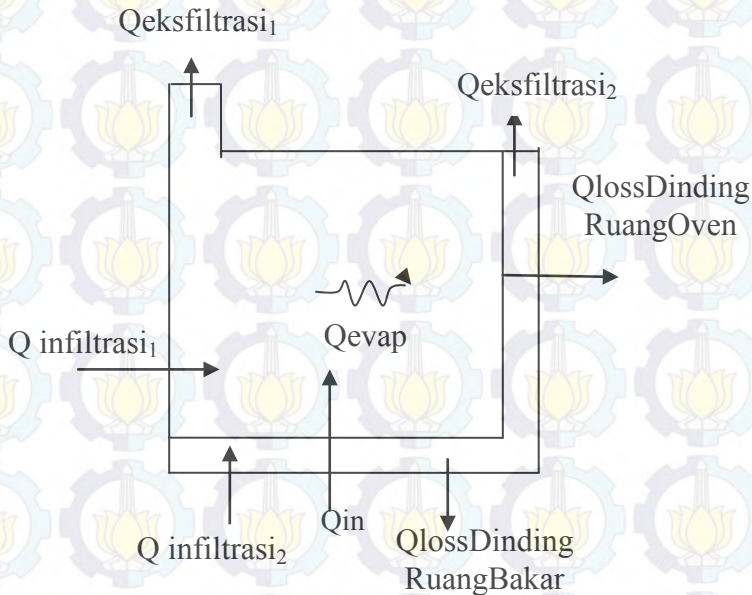 Qeksfiltrasi₁
Qeksfiltrasi₂
QlossDinding
RuangOven
Qevap
Q infiltrasi₁
Qin
Q infiltrasi₂
QlossDinding
RuangBakar